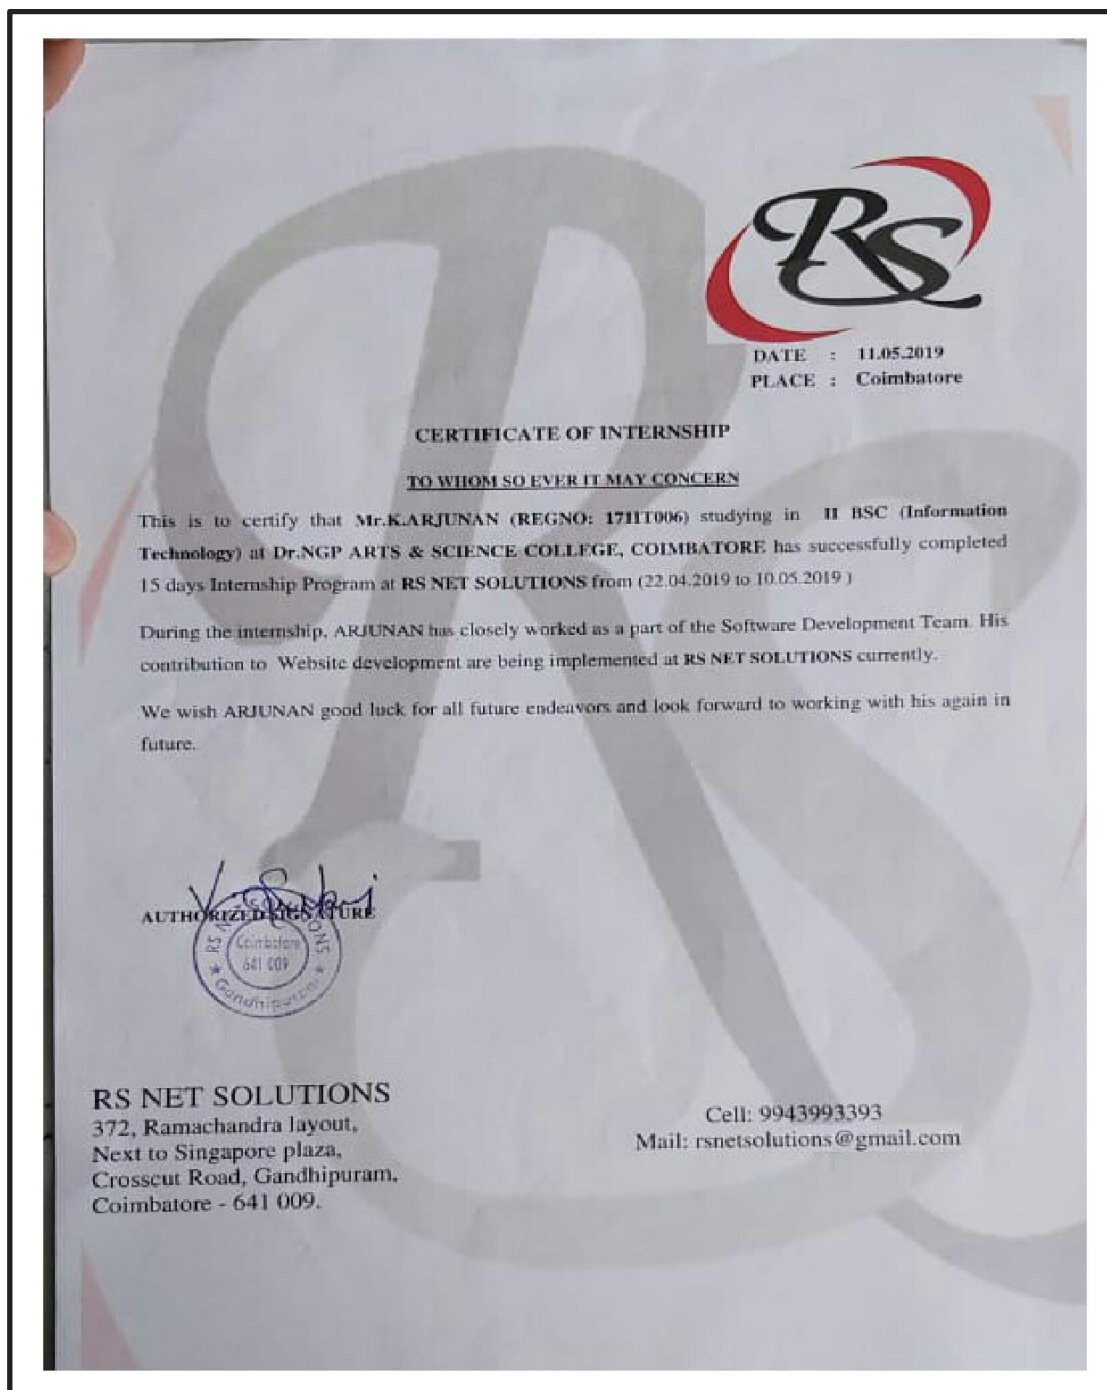 RS
DATE : 11.05.2019
PLACE : Coimbatore
CERTIFICATE OF INTERNSHIP
TO WHOM SO EVER IT MAY CONCERN
This is to certify that Mr.K.ARJUNAN (REGNO: 171IT006) studying in II BSC (Information
Technology) at Dr.NGP ARTS & SCIENCE COLLEGE, COIMBATORE has successfully completed
15 days Internship Program at RS NET SOLUTIONS from (22.04.2019 to 10.05.2019 )
During the internship, ARJUNAN has closely worked as a part of the Software Development Team. His
contribution to Website development are being implemented at RS NET SOLUTIONS currently.
We wish ARJUNAN good luck for all future endeavors and look forward to working with his again in
future.
AUTHORIZED SIGNATURE
RS NET SOLUTIONS
Coimbatore
641 009
Gandhipuram
RS NET SOLUTIONS
372, Ramachandra layout,
Next to Singapore plaza,
Crosscut Road, Gandhipuram,
Coimbatore - 641 009.
Cell: 9943993393
Mail: rsnetsolutions@gmail.com